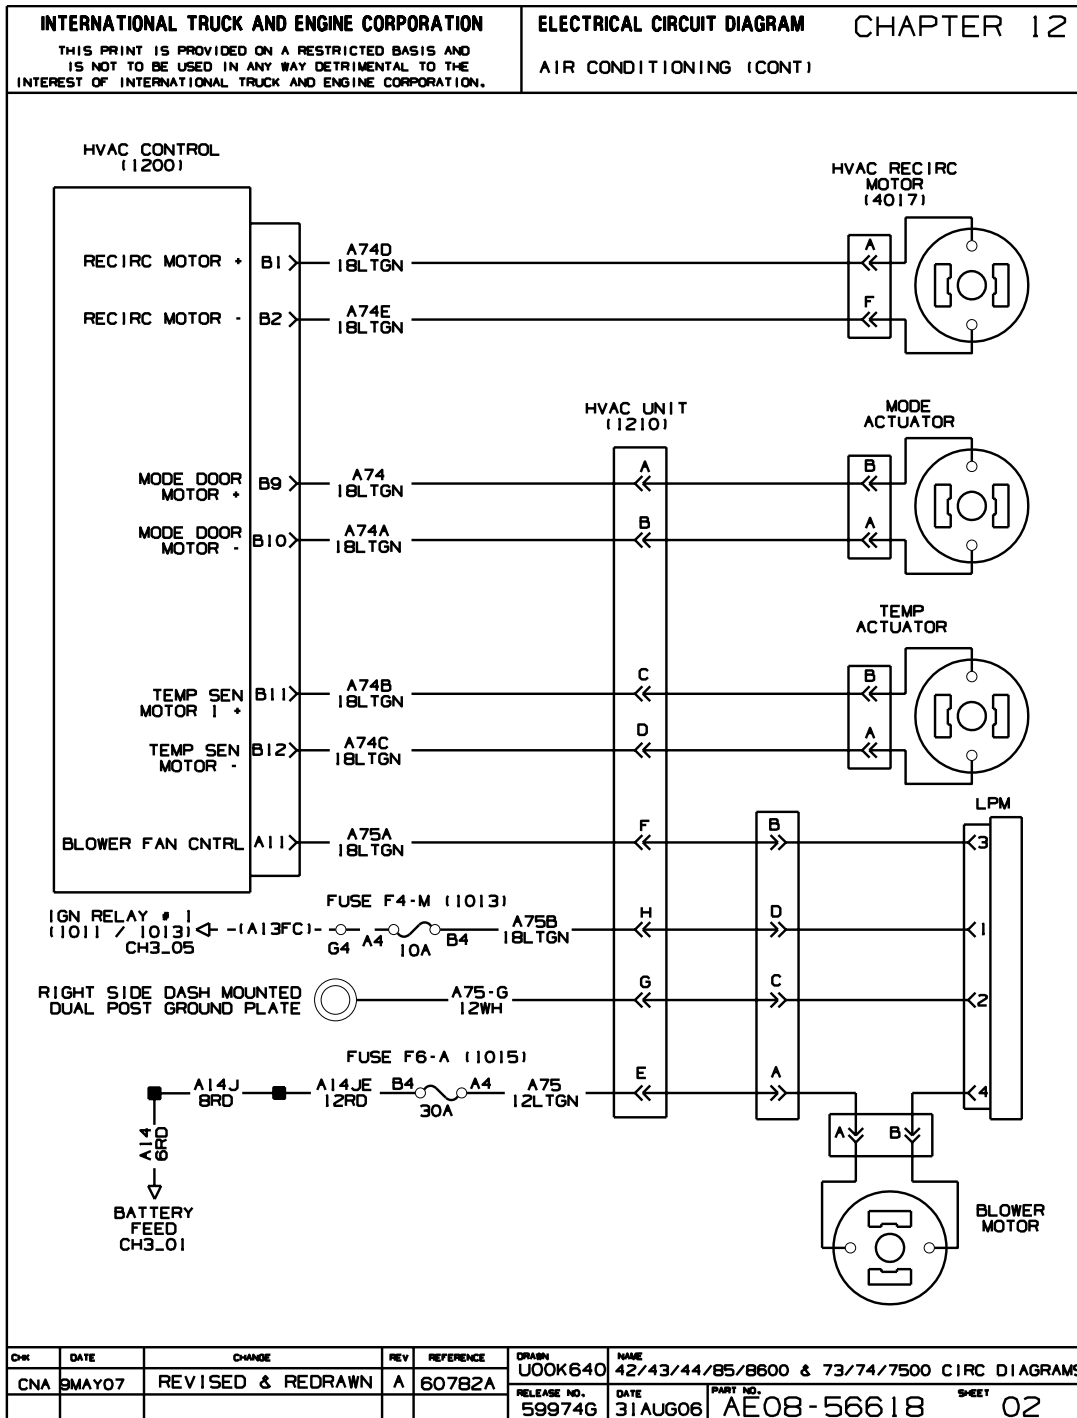 INTERNATIONAL TRUCK AND ENGINE CORPORATION
THIS PRINT IS PROVIDED ON A RESTRICTED BASIS AND
IS NOT TO BE USED IN ANY WAY DETRIMENTAL TO THE
INTEREST OF INTERNATIONAL TRUCK AND ENGINE CORPORATION.
ELECTRICAL CIRCUIT DIAGRAM CHAPTER 12
AIR CONDITIONING (CONT)
HVAC CONTROL
(1200)
HVAC RECIRC
MOTOR
(4017)
RECIRC MOTOR + B1 A74D
18LTGN
A
RECIRC MOTOR - B2 A74E
18LTGN
F
HVAC UNIT
(1210)
MODE
ACTUATOR
MODE DOOR
MOTOR +
B9 A74
18LTGN
A B
MODE DOOR
MOTOR -
B10 A74A
18LTGN
B A
TEMP
ACTUATOR
TEMP SEN
MOTOR 1 +
B11 A74B
18LTGN
C B
TEMP SEN
MOTOR -
B12 A74C
18LTGN
D A
LPM
BLOWER FAN CNTRL A11 A75A
18LTGN
F B 3
FUSE F4-M (1013)
IGN RELAY # 1
(1011 / 1013)
CH3_05
(A13FC) G4 A4 10A B4 A75B
18LTGN
H D 1
RIGHT SIDE DASH MOUNTED
DUAL POST GROUND PLATE
A75-G
12WH
G C 2
FUSE F6-A (1015)
A14J
8RD
A14JE
12RD
B4 30A A4 A75
12LTGN
E A 4
A14
6RD
BATTERY
FEED
CH3_01
A B
BLOWER
MOTOR
CHK DATE CHANGE REV REFERENCE
CNA 9MAY07 REVISED & REDRAWN A 60782A
DRAWN
U00K640
NAME
42/43/44/85/8600 & 73/74/7500 CIRC DIAGRAMS
RELEASE NO.
59974G
DATE
31AUG06
PART NO.
AE08-56618
SHEET
02